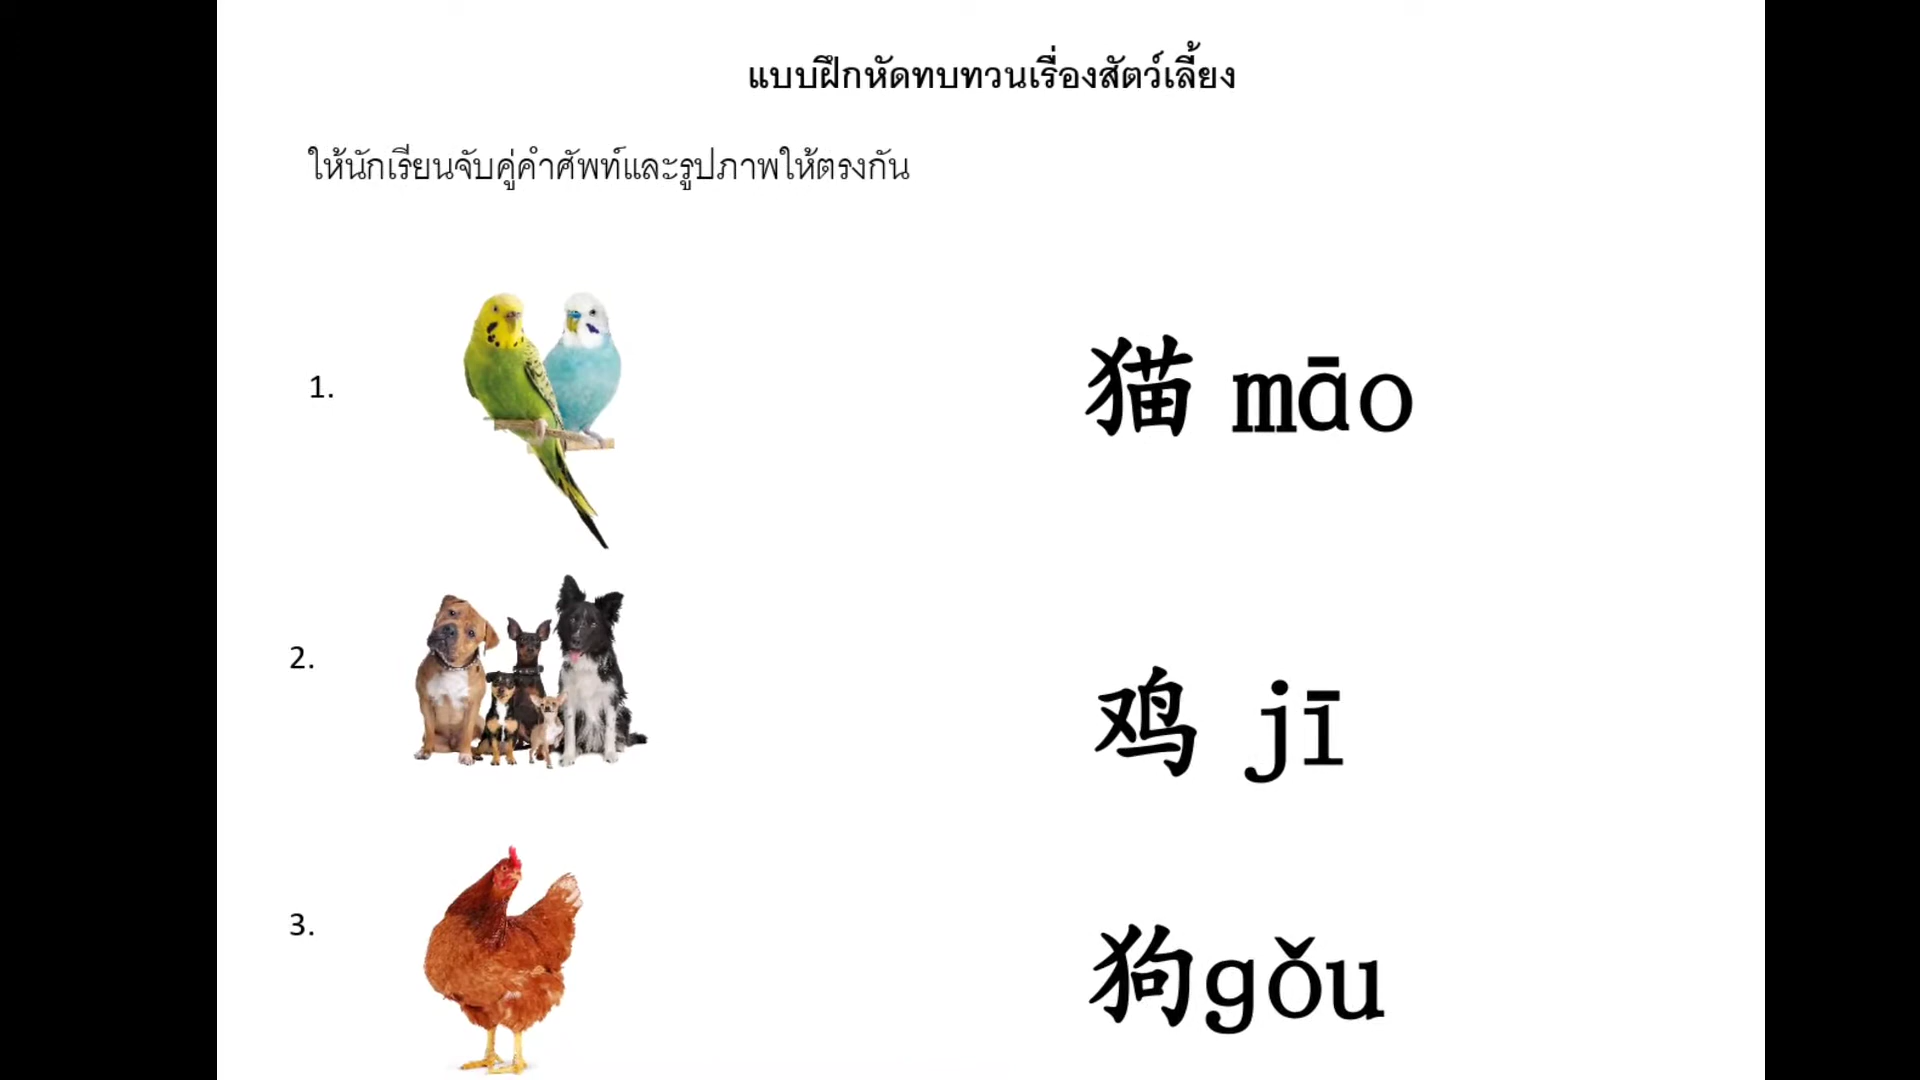 แบบฝึกหัดทบทวนเรื่องสัตว์เลี้ยง
ให้นักเรียนจับคู่คำศัพท์และรูปภาพให้ตรงกัน
1.
猫 māo
2.
鸡 jī
3.
狗gǒu